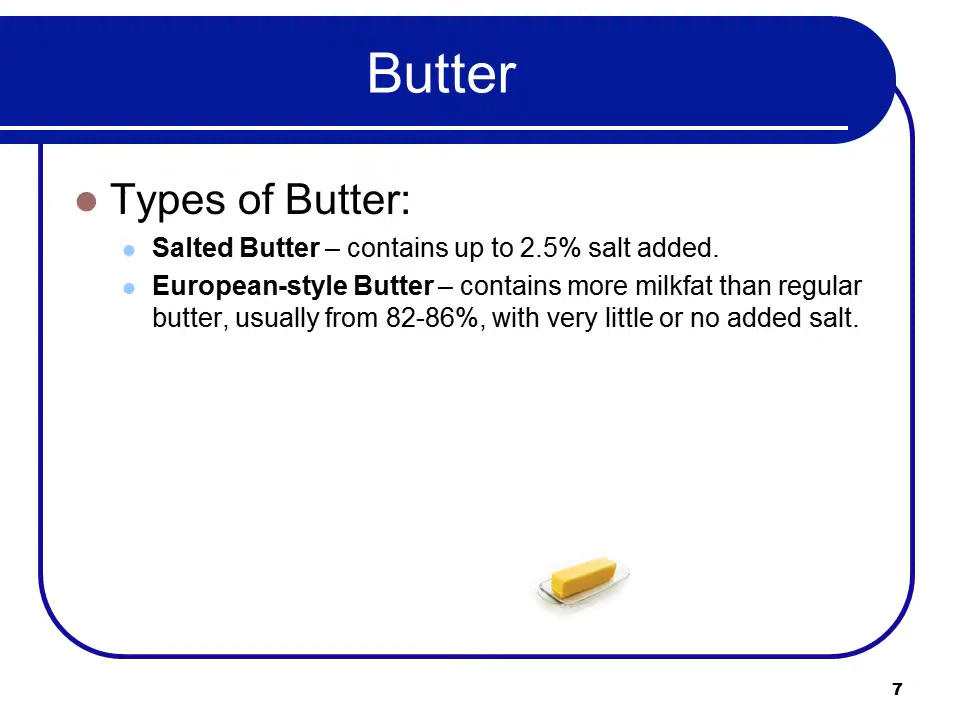 Butter
Types of Butter:
Salted Butter – contains up to 2.5% salt added.
European-style Butter – contains more milkfat than regular
butter, usually from 82-86%, with very little or no added salt.
7